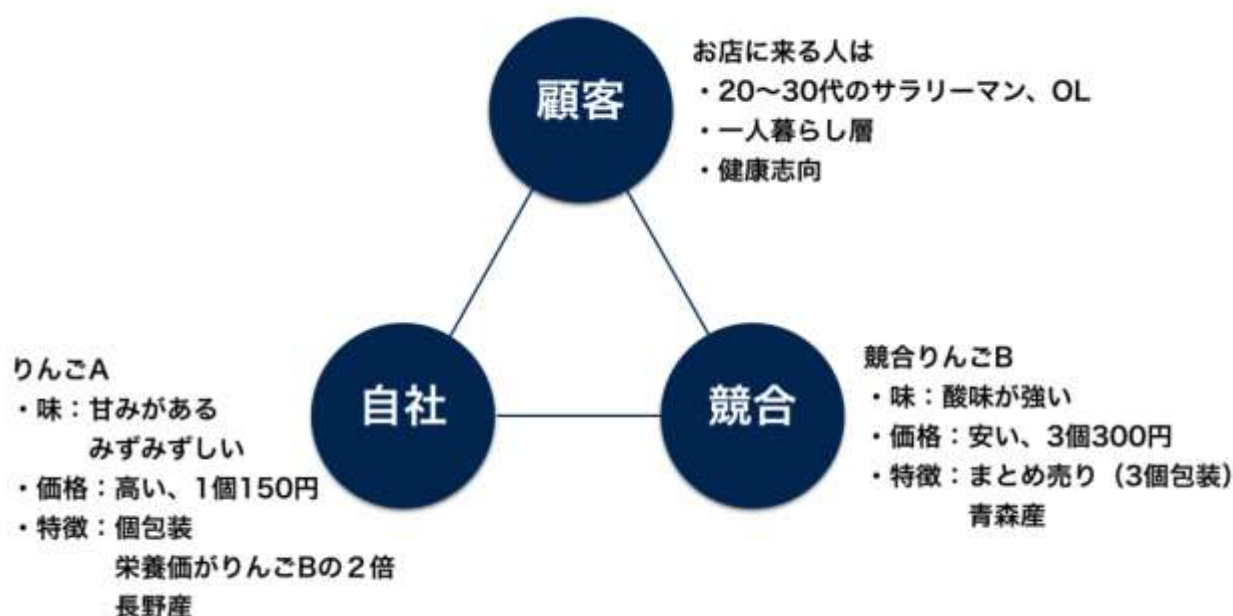 顧客
お店に来る人は
・20〜30代のサラリーマン、OL
・一人暮らし層
・健康志向
自社
りんごA
・味：甘みがある
みずみずしい
・価格：高い、1個150円
・特徴：個包装
栄養価がりんごBの２倍
長野産
競合
競合りんごB
・味：酸味が強い
・価格：安い、3個300円
・特徴：まとめ売り（3個包装）
青森産